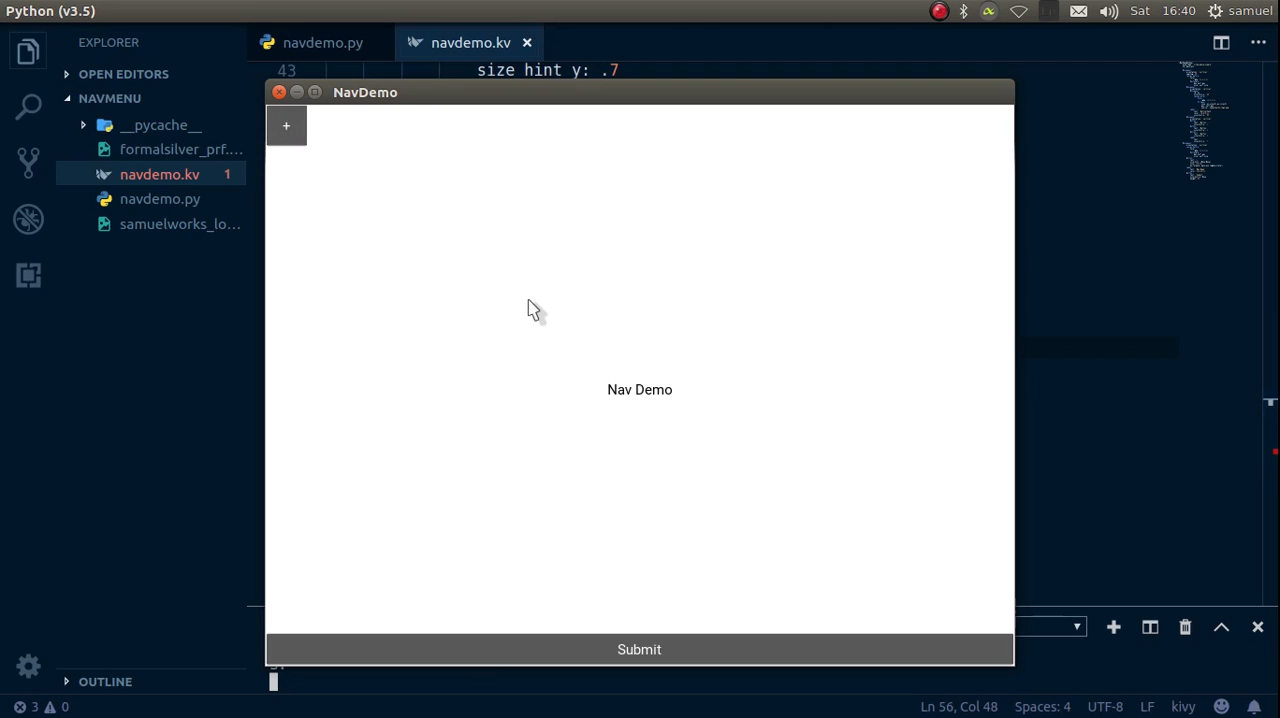 Python (v3.5)
Sat 16:40 samuel
EXPLORER
navdemo.py
navdemo.kv
OPEN EDITORS
43 size hint y: .7
NAVMENU
NavDemo
__pycache__
+
formalsilver_prf....
navdemo.kv 1
navdemo.py
samuelworks_lo...
Nav Demo
Submit
OUTLINE
3 0
Ln 56, Col 48 Spaces: 4 UTF-8 LF kivy